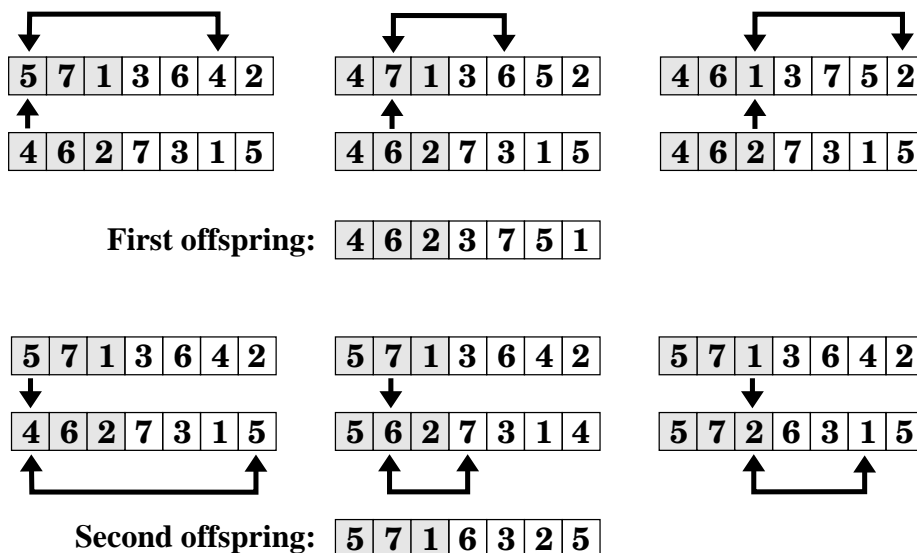 5 7 1 3 6 4 2 4 7 1 3 6 5 2 4 6 1 3 7 5 2
4 6 2 7 3 1 5 4 6 2 7 3 1 5 4 6 2 7 3 1 5
First offspring: 4 6 2 3 7 5 1
5 7 1 3 6 4 2 5 7 1 3 6 4 2 5 7 1 3 6 4 2
4 6 2 7 3 1 5 5 6 2 7 3 1 4 5 7 2 6 3 1 5
Second offspring: 5 7 1 6 3 2 5